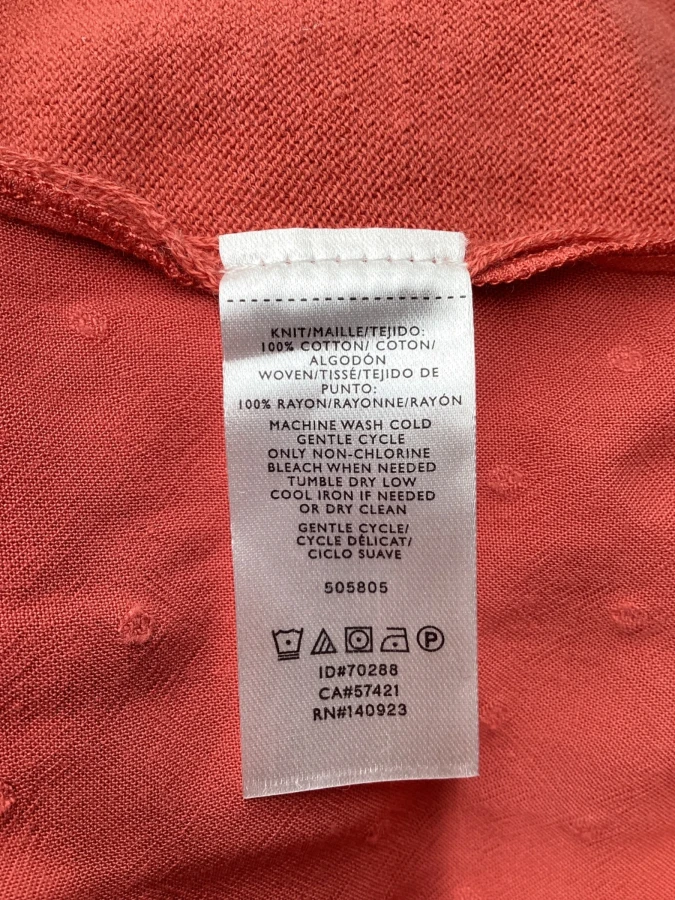 KNIT/MAILLE/TEJIDO:
100% COTTON/ COTON/
ALGODÓN
WOVEN/TISSÉ/TEJIDO DE
PUNTO:
100% RAYON/RAYONNE/RAYÓN
MACHINE WASH COLD
GENTLE CYCLE
ONLY NON-CHLORINE
BLEACH WHEN NEEDED
TUMBLE DRY LOW
COOL IRON IF NEEDED
OR DRY CLEAN
GENTLE CYCLE/
CYCLE DÉLICAT/
CICLO SUAVE
505805
P
ID#70288
CA#57421
RN#140923